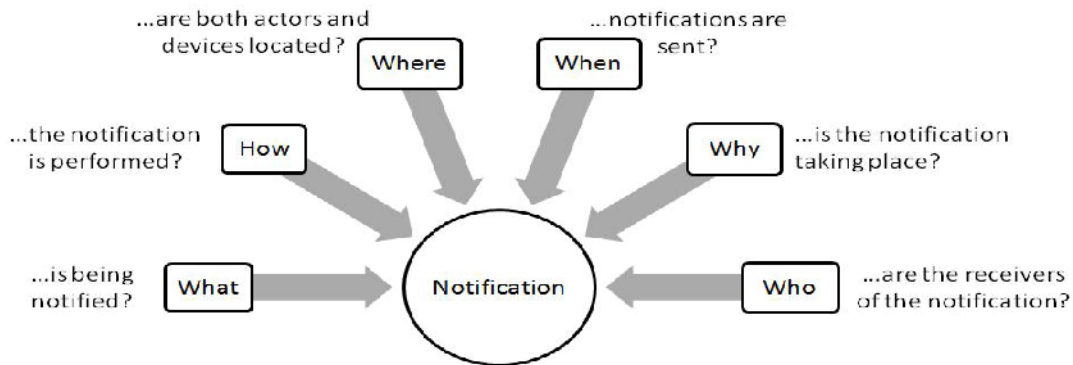 ...are both actors and
devices located?
Where
When
...notifications are
sent?
...the notification
is performed?
How
Why
...is the notification
taking place?
...is being
notified?
What
Notification
Who
...are the receivers
of the notification?